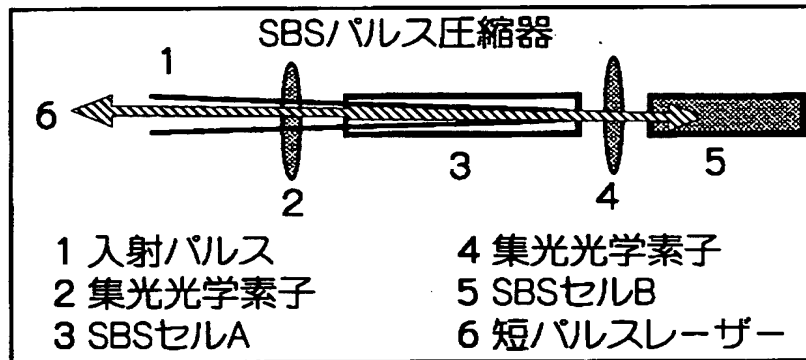 SBSパルス圧縮器
1
6
2
3
4
5
1 入射パルス
2 集光光学素子
3 SBSセルA
4 集光光学素子
5 SBSセルB
6 短パルスレーザー